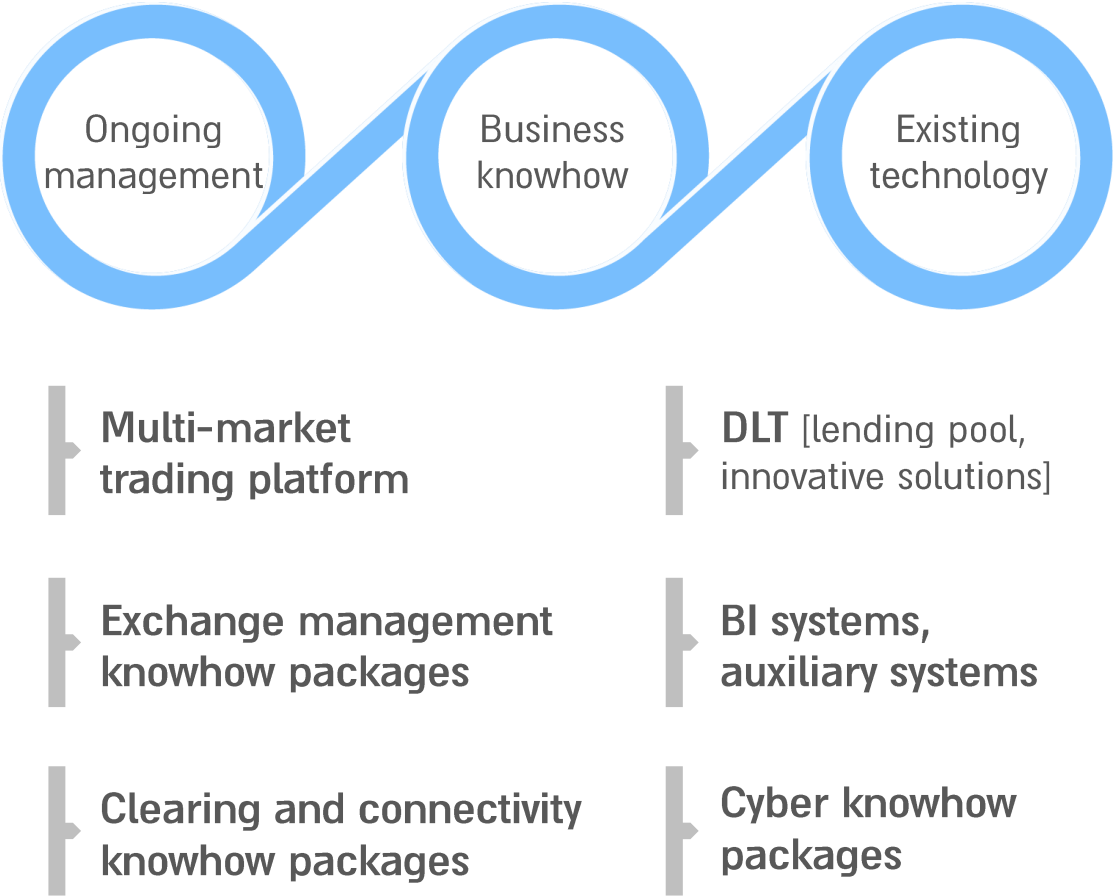 Ongoing
management
Business
knowhow
Existing
technology
Multi-market
trading platform
DLT [lending pool,
innovative solutions]
Exchange management
knowhow packages
BI systems,
auxiliary systems
Clearing and connectivity
knowhow packages
Cyber knowhow
packages